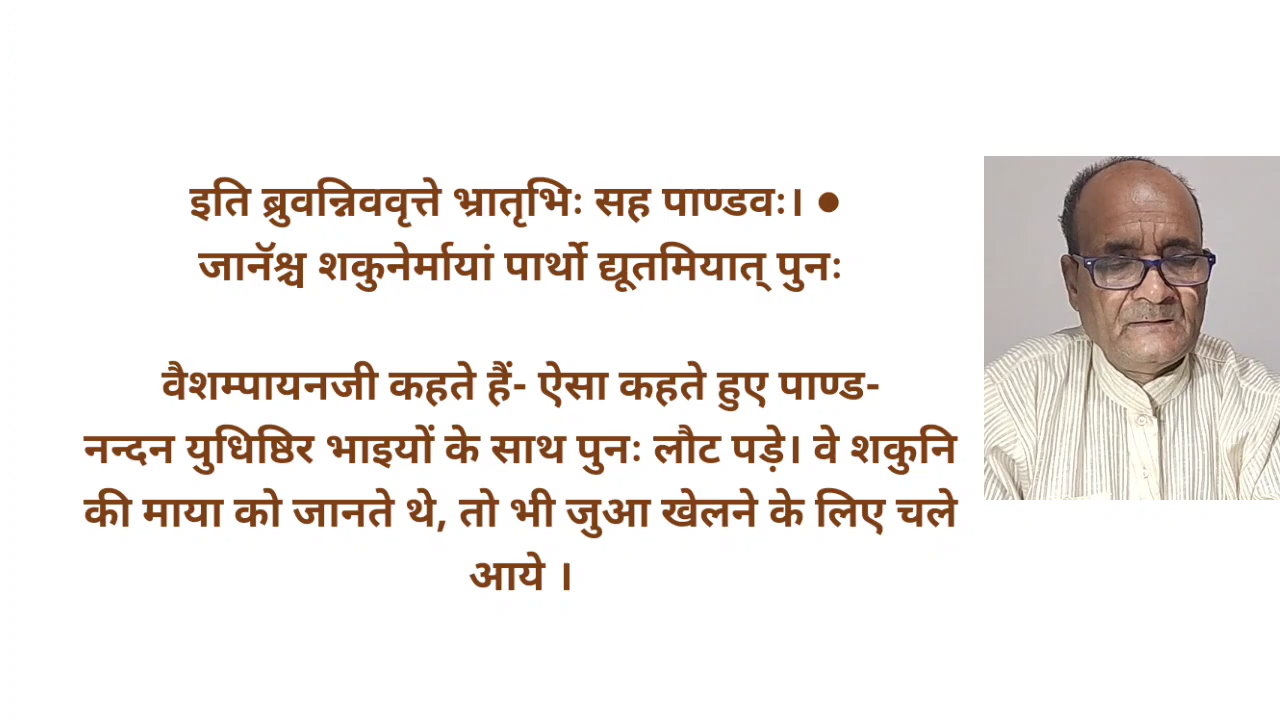 इति ब्रुवन्निववृत्ते भ्रातृभिः सह पाण्डवः। ●
जानॅश्च शकुनेर्मायां पार्थो द्यूतमियात् पुनः
वैशम्पायनजी कहते हैं- ऐसा कहते हुए पाण्ड-
नन्दन युधिष्ठिर भाइयों के साथ पुनः लौट पड़े। वे शकुनि
की माया को जानते थे, तो भी जुआ खेलने के लिए चले
आये ।